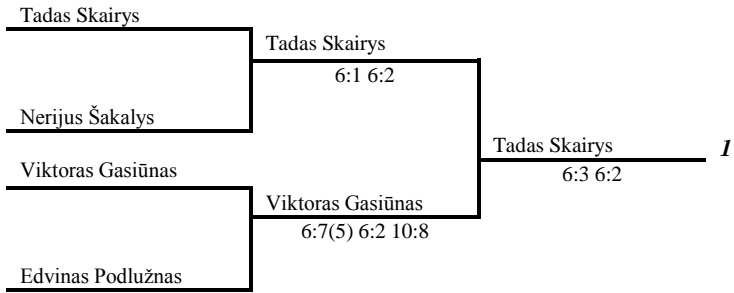 Tadas Skairys
Tadas Skairys
6:1 6:2
Nerijus Šakalys
Tadas Skairys 1
6:3 6:2
Viktoras Gasiūnas
Viktoras Gasiūnas
6:7(5) 6:2 10:8
Edvinas Podlužnas